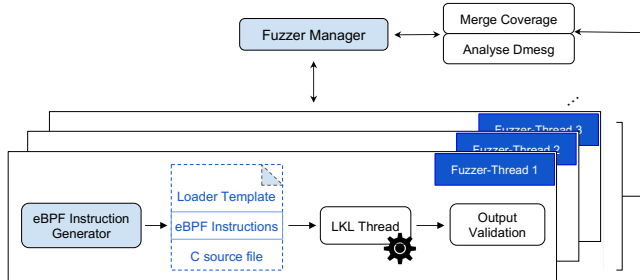 Fuzzer Manager
Merge Coverage
Analyse Dmesg
...
Fuzzer-Thread 3
Fuzzer-Thread 2
Fuzzer-Thread 1
eBPF Instruction
Generator
Loader Template
eBPF Instructions
C source file
LKL Thread
Output
Validation